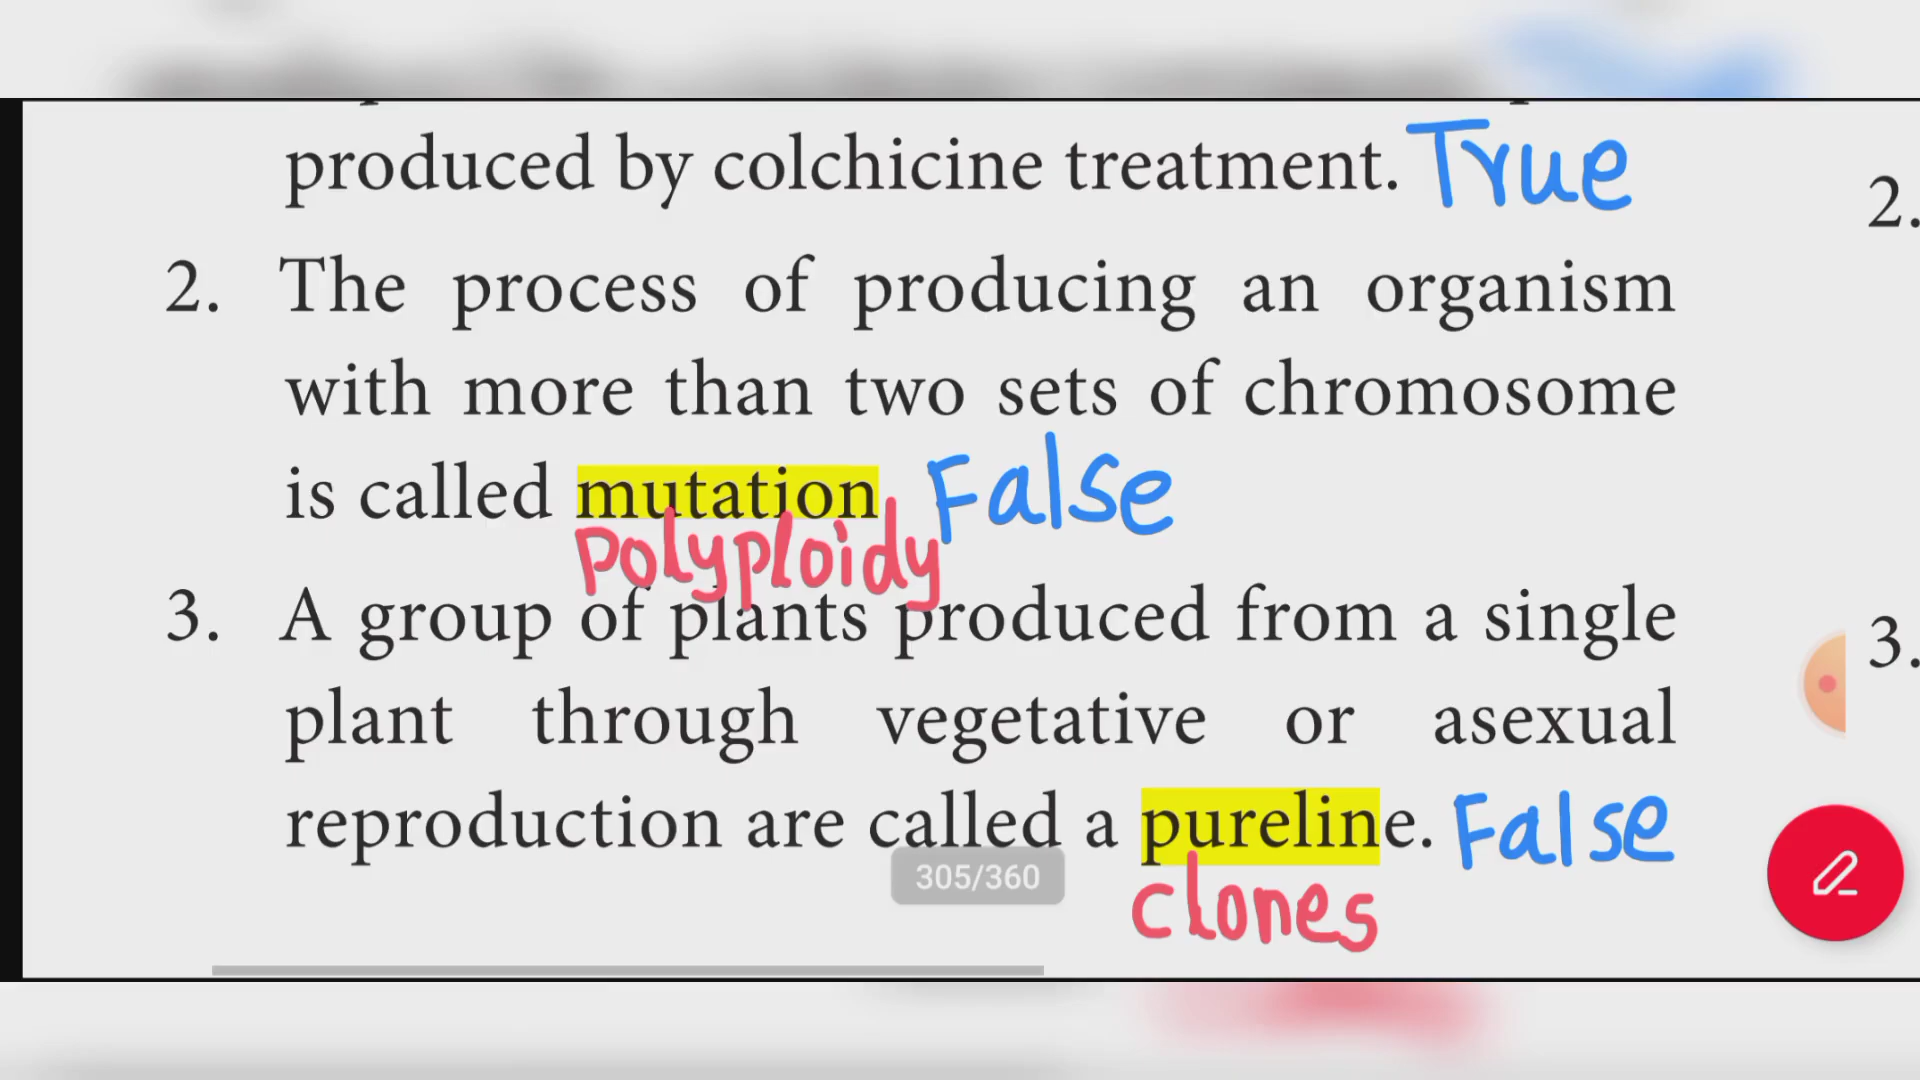 produced by colchicine treatment. True
2.
2. The process of producing an organism
with more than two sets of chromosome
is called mutation False
polyploidy
3. A group of plants produced from a single
3.
plant through vegetative or asexual
reproduction are called a pureline. False
305/360
clones